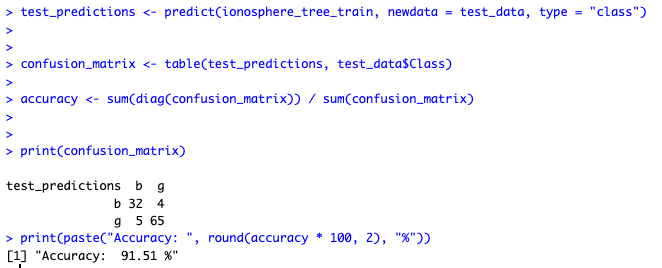 > test_predictions <- predict(ionosphere_tree_train, newdata = test_data, type = "class")
>
>
> confusion_matrix <- table(test_predictions, test_data$Class)
>
> accuracy <- sum(diag(confusion_matrix)) / sum(confusion_matrix)
>
>
> print(confusion_matrix)

test_predictions  b  g
               b 32  4
               g  5 65
> print(paste("Accuracy: ", round(accuracy * 100, 2), "%"))
[1] "Accuracy:  91.51 %"